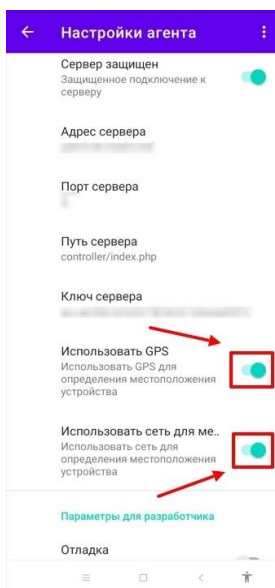 Настройки агента
Сервер защищен
Защищенное подключение к
серверу
Адрес сервера
Порт сервера
Путь сервера
controller/index.php
Ключ сервера
Использовать GPS
Использовать GPS для
определения местоположения
устройства
Использовать сеть для ме..
Использовать сеть для
определения местоположения
устройства
Параметры для разработчика
Отладка